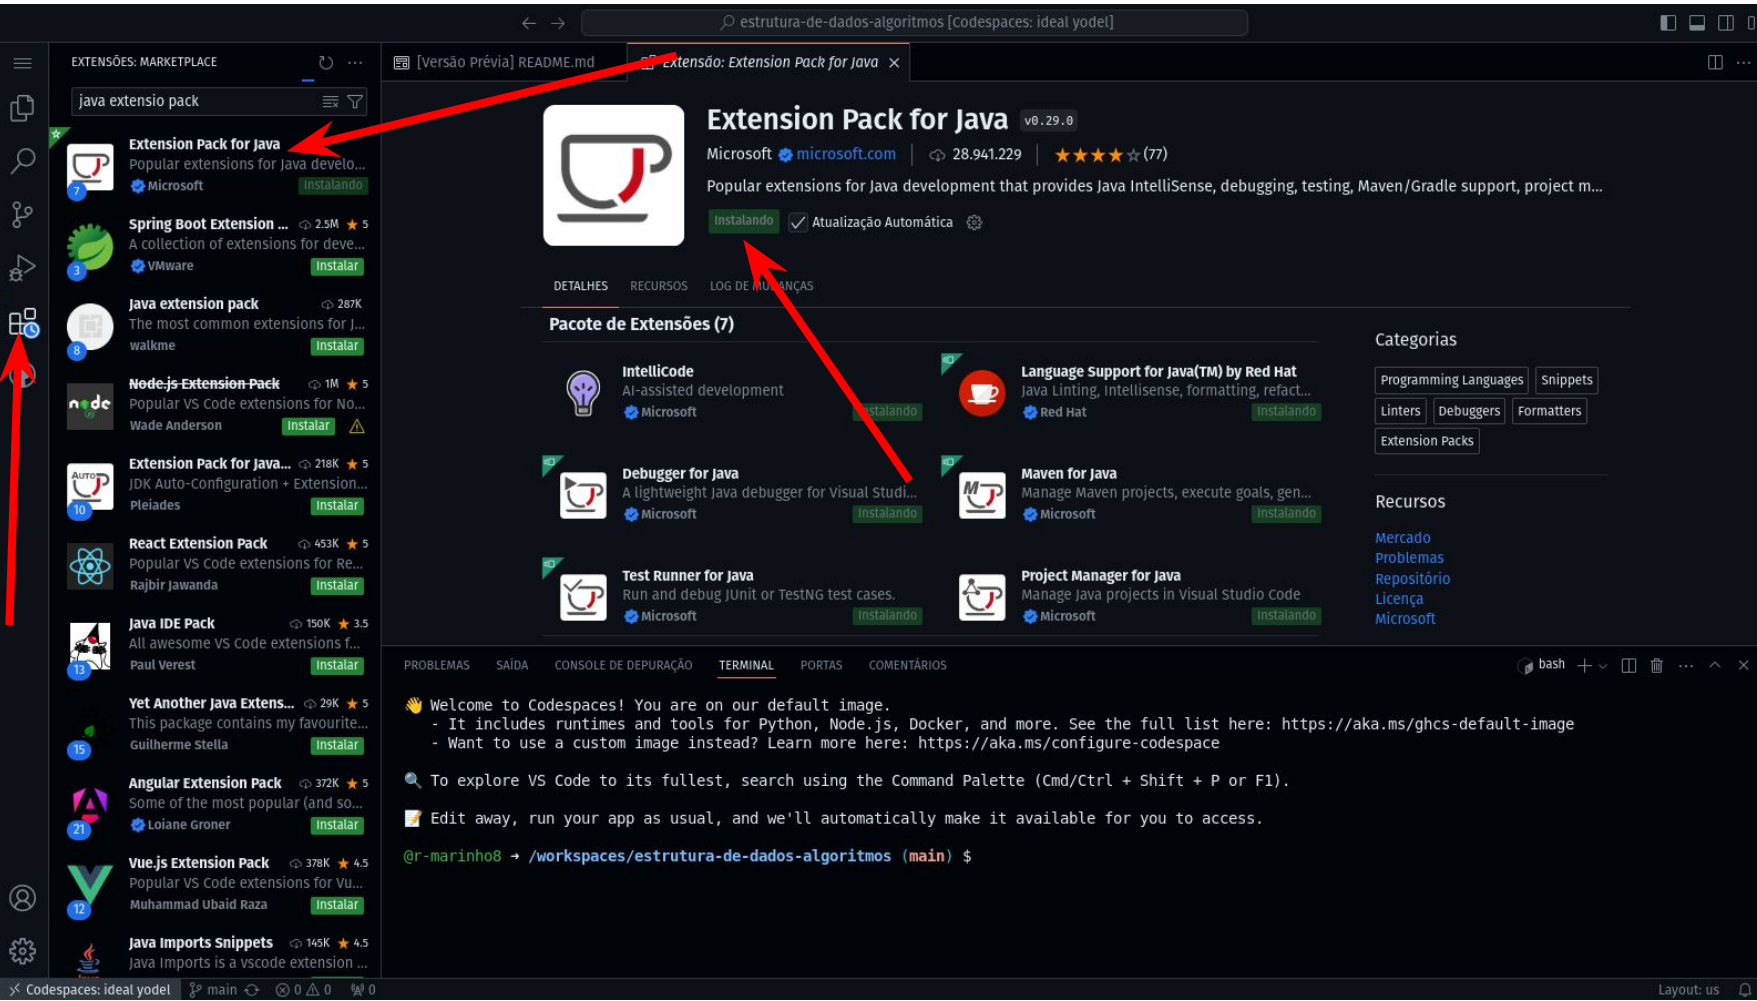 estrutura-de-dados-algoritmos [Codespaces: ideal yodel]
EXTENSÕES: MARKETPLACE
java extensio pack
Extension Pack for Java
Popular extensions for Java develo...
Microsoft
Instalando
7
Spring Boot Extension ... 2.5M 5
A collection of extensions for deve...
VMware
Instalar
3
Java extension pack 287K
The most common extensions for J...
walkme
Instalar
8
Node.js Extension Pack 1M 5
Popular VS Code extensions for No...
Wade Anderson
Instalar
node
Extension Pack for Java... 218K 5
JDK Auto-Configuration + Extension...
Pleiades
Instalar
AUTO
10
React Extension Pack 453K 5
Popular VS Code extensions for Re...
Rajbir Jawanda
Instalar
Java IDE Pack 150K 3.5
All awesome VS Code extensions f...
Paul Verest
Instalar
13
Yet Another Java Extens... 29K 5
This package contains my favourite...
Guilherme Stella
Instalar
15
Angular Extension Pack 372K 5
Some of the most popular (and so...
Loiane Groner
Instalar
21
Vue.js Extension Pack 378K 4.5
Popular VS Code extensions for Vu...
Muhammad Ubaid Raza
Instalar
12
Java Imports Snippets 145K 4.5
Java Imports is a vscode extension ...
[Versão Prévia] README.md
Extensão: Extension Pack for Java
Extension Pack for Java v0.29.0
Microsoft microsoft.com 28.941.229 (77)
Popular extensions for Java development that provides Java IntelliSense, debugging, testing, Maven/Gradle support, project m...
Instalando Atualização Automática
DETALHES RECURSOS LOG DE MUDANÇAS
Pacote de Extensões (7)
IntelliCode
AI-assisted development
Microsoft
Instalando
Language Support for Java(TM) by Red Hat
Java Linting, Intellisense, formatting, refact...
Red Hat
Instalando
Debugger for Java
A lightweight Java debugger for Visual Studi...
Microsoft
Instalando
Maven for Java
Manage Maven projects, execute goals, gen...
Microsoft
Instalando
M
Test Runner for Java
Run and debug JUnit or TestNG test cases.
Microsoft
Instalando
Project Manager for Java
Manage Java projects in Visual Studio Code
Microsoft
Instalando
Categorias
Programming Languages Snippets
Linters Debuggers Formatters
Extension Packs
Recursos
Mercado
Problemas
Repositório
Licença
Microsoft
PROBLEMAS SAÍDA CONSOLE DE DEPURAÇÃO TERMINAL PORTAS COMENTÁRIOS
bash
👋 Welcome to Codespaces! You are on our default image.
- It includes runtimes and tools for Python, Node.js, Docker, and more. See the full list here: https://aka.ms/ghcs-default-image
- Want to use a custom image instead? Learn more here: https://aka.ms/configure-codespace
🔍 To explore VS Code to its fullest, search using the Command Palette (Cmd/Ctrl + Shift + P or F1).
📝 Edit away, run your app as usual, and we'll automatically make it available for you to access.
@r-marinho8 → /workspaces/estrutura-de-dados-algoritmos (main) $
Codespaces: ideal yodel main 0 0 0
Layout: us